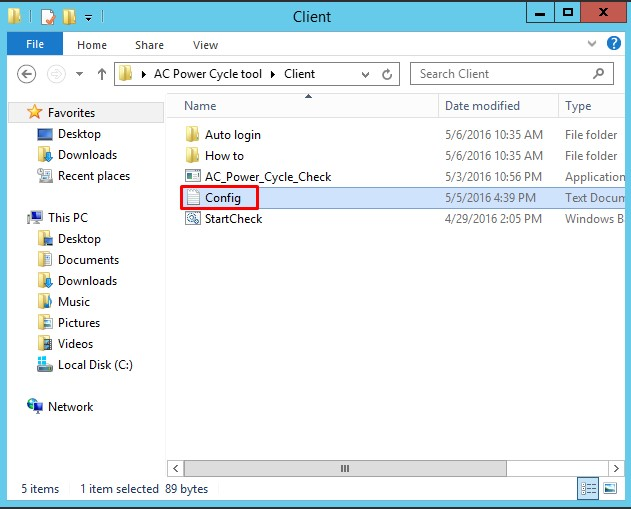 Client
File
Home
Share
View
AC Power Cycle tool
Client
Search Client
Name
Date modified
Type
Favorites
Desktop
Downloads
Recent places
This PC
Desktop
Documents
Downloads
Music
Pictures
Videos
Local Disk (C:)
Network
Auto login 5/6/2016 10:35 AM File folder
How to 5/6/2016 10:35 AM File folder
AC_Power_Cycle_Check 5/3/2016 10:56 PM Application
Config 5/5/2016 4:39 PM Text Docum
StartCheck 4/29/2016 2:05 PM Windows B
5 items 1 item selected 89 bytes